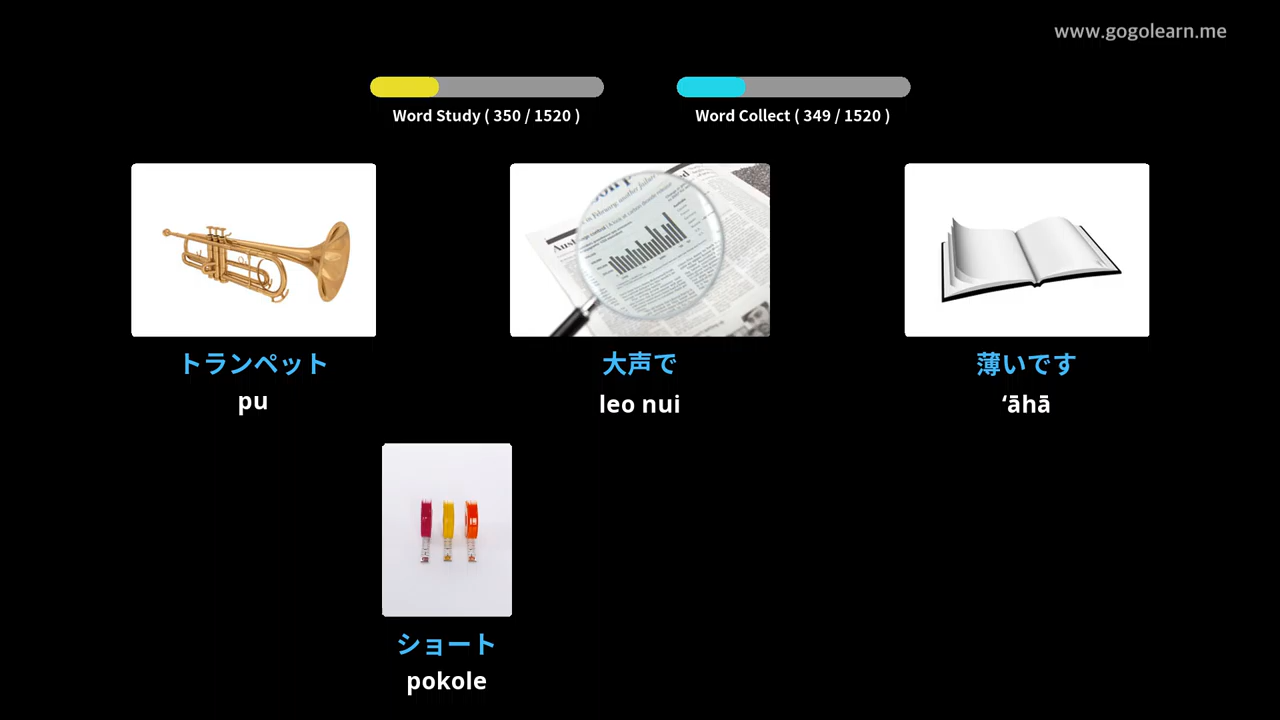 www.gogolearn.me
Word Study ( 350 / 1520 )
Word Collect ( 349 / 1520 )
トランペット
pu
大声で
leo nui
薄いです
ʻāhā
ショート
pokole